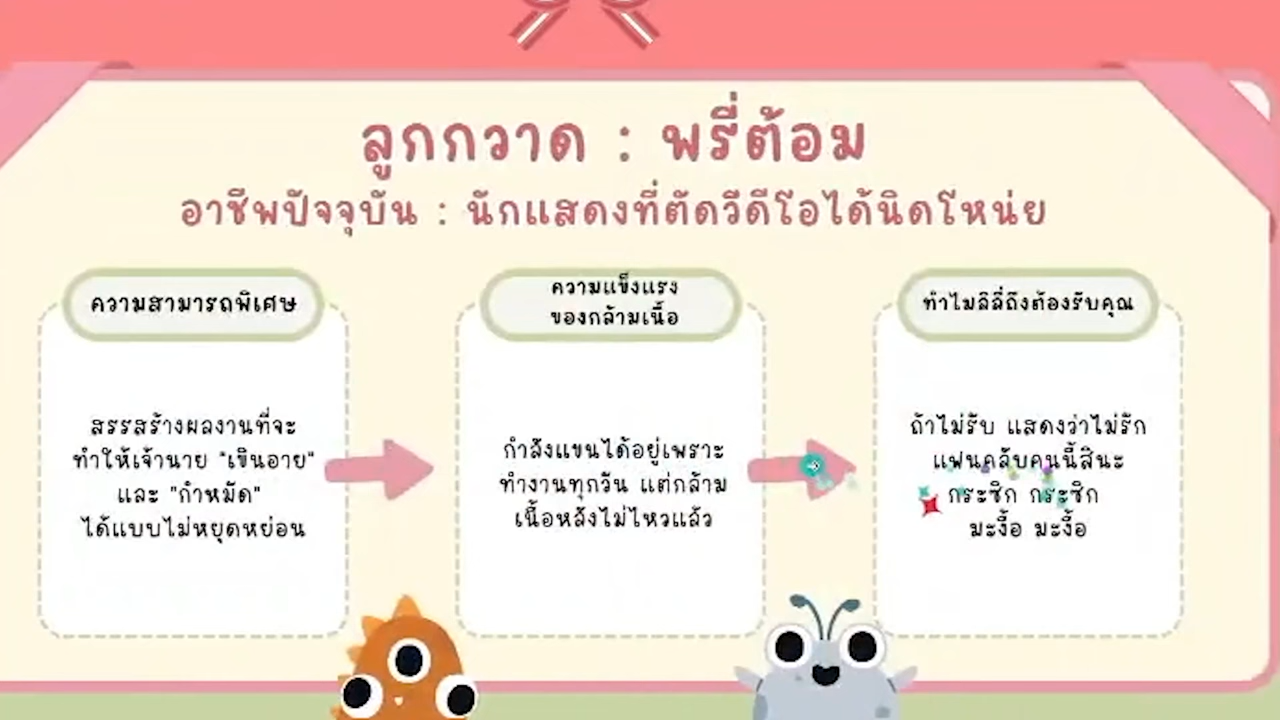 ลูกกวาด : พรี่ต้อม
อาชีพปัจจุบัน : นักแสดงที่ตัดวีดีโอได้นิดโหน่ย
ความสามารถพิเศษ
สรรสร้างผลงานที่จะ
ทำให้เจ้านาย "เขินอาย"
และ "กำหมัด"
ได้แบบไม่หยุดหย่อน
ความแข็งแรง
ของกล้ามเนื้อ
กำลังแขนได้อยู่เพราะ
ทำงานทุกวัน แต่กล้าม
เนื้อหลังไม่ไหวแล้ว
ทำไมลิลี่ถึงต้องรับคุณ
ถ้าไม่รับ แสดงว่าไม่รัก
แฟนคลับคนนี้สินะ
กระซิก กระซิก
มะงื้อ มะงื้อ